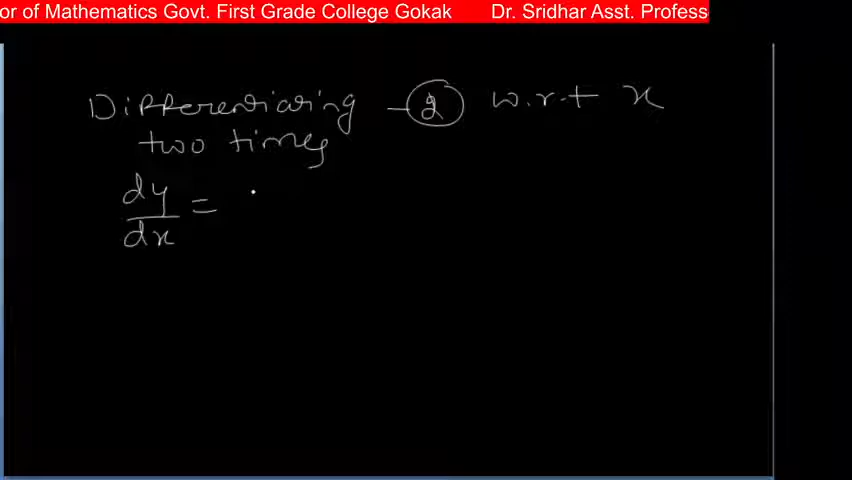 or of Mathematics Govt. First Grade College Gokak Dr. Sridhar Asst. Profess
Differentiating - 2 w.r.t x
two times
dy/dx =